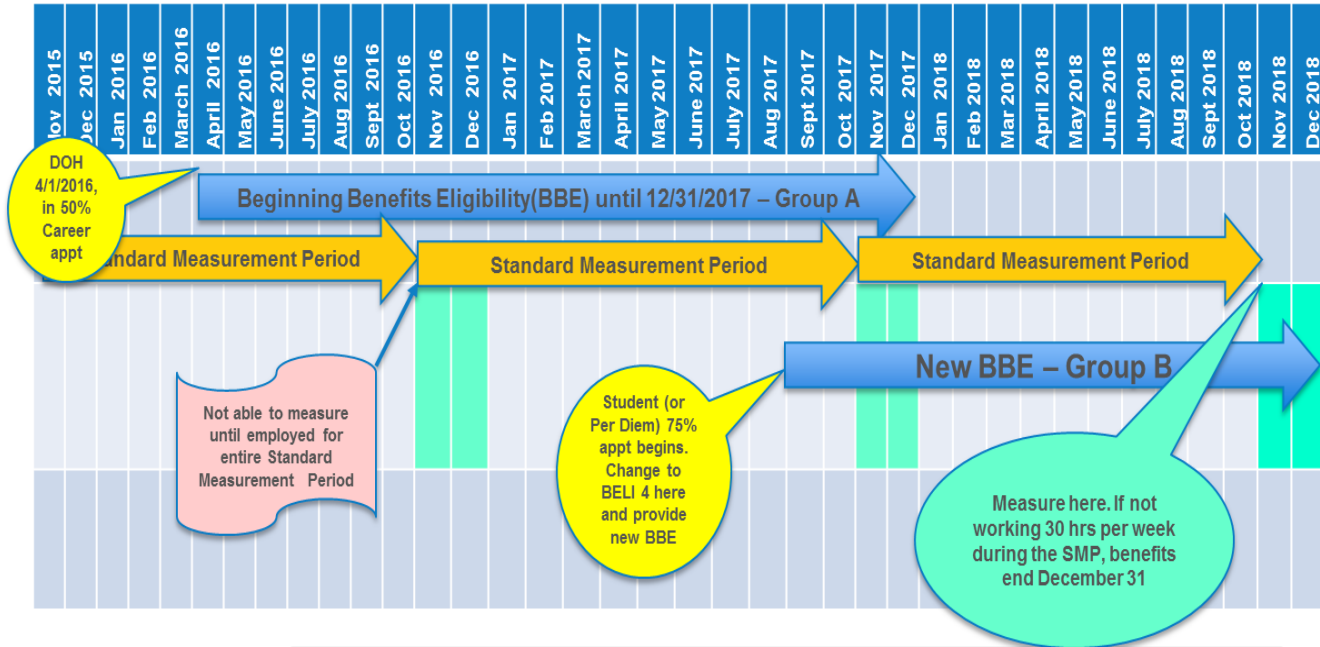 Nov 2015
Dec 2015
Jan 2016
Feb 2016
March 2016
April 2016
May 2016
June 2016
July 2016
Aug 2016
Sept 2016
Oct 2016
Nov 2016
Dec 2016
Jan 2017
Feb 2017
March 2017
April 2017
May 2017
June 2017
July 2017
Aug 2017
Sept 2017
Oct 2017
Nov 2017
Dec 2017
Jan 2018
Feb 2018
Mar 2018
April 2018
May 2018
June 2018
July 2018
Aug 2018
Sept 2018
Oct 2018
Nov 2018
Dec 2018
DOH
4/1/2016,
in 50%
Career
appt
Beginning Benefits Eligibility(BBE) until 12/31/2017 – Group A
andard Measurement Period
Standard Measurement Period
Standard Measurement Period
New BBE – Group B
Not able to measure
until employed for
entire Standard
Measurement Period
Student (or
Per Diem) 75%
appt begins.
Change to
BELI 4 here
and provide
new BBE
Measure here. If not
working 30 hrs per week
during the SMP, benefits
end December 31